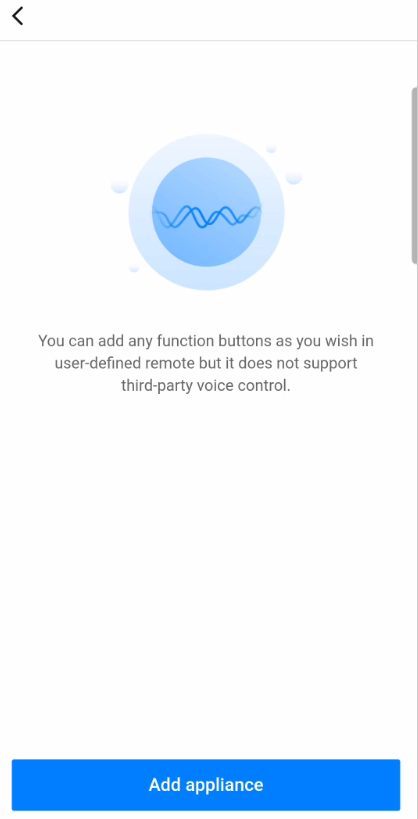 You can add any function buttons as you wish in
user-defined remote but it does not support
third-party voice control.
Add appliance